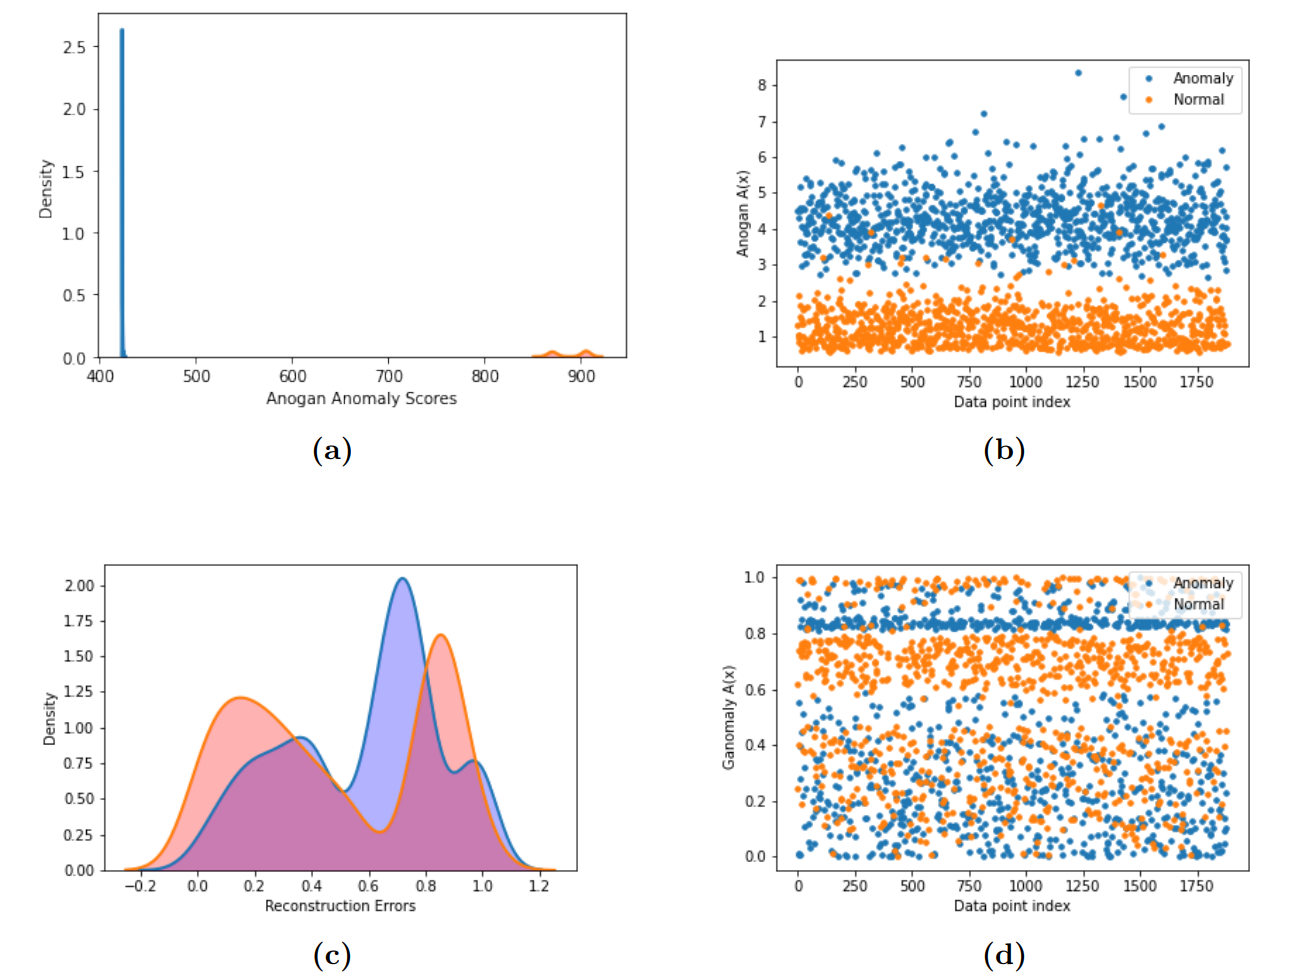 2.5
2.0
1.5
1.0
0.5
0.0
Density
400 500 600 700 800 900
Anogan Anomaly Scores
(a)
8
7
6
5
4
3
2
1
Anogan A(x)
Anomaly
Normal
0 250 500 750 1000 1250 1500 1750
Data point index
(b)
2.00
1.75
1.50
1.25
1.00
0.75
0.50
0.25
0.00
Density
−0.2 0.0 0.2 0.4 0.6 0.8 1.0 1.2
Reconstruction Errors
(c)
1.0
0.8
0.6
0.4
0.2
0.0
Ganomaly A(x)
Anomaly
Normal
0 250 500 750 1000 1250 1500 1750
Data point index
(d)